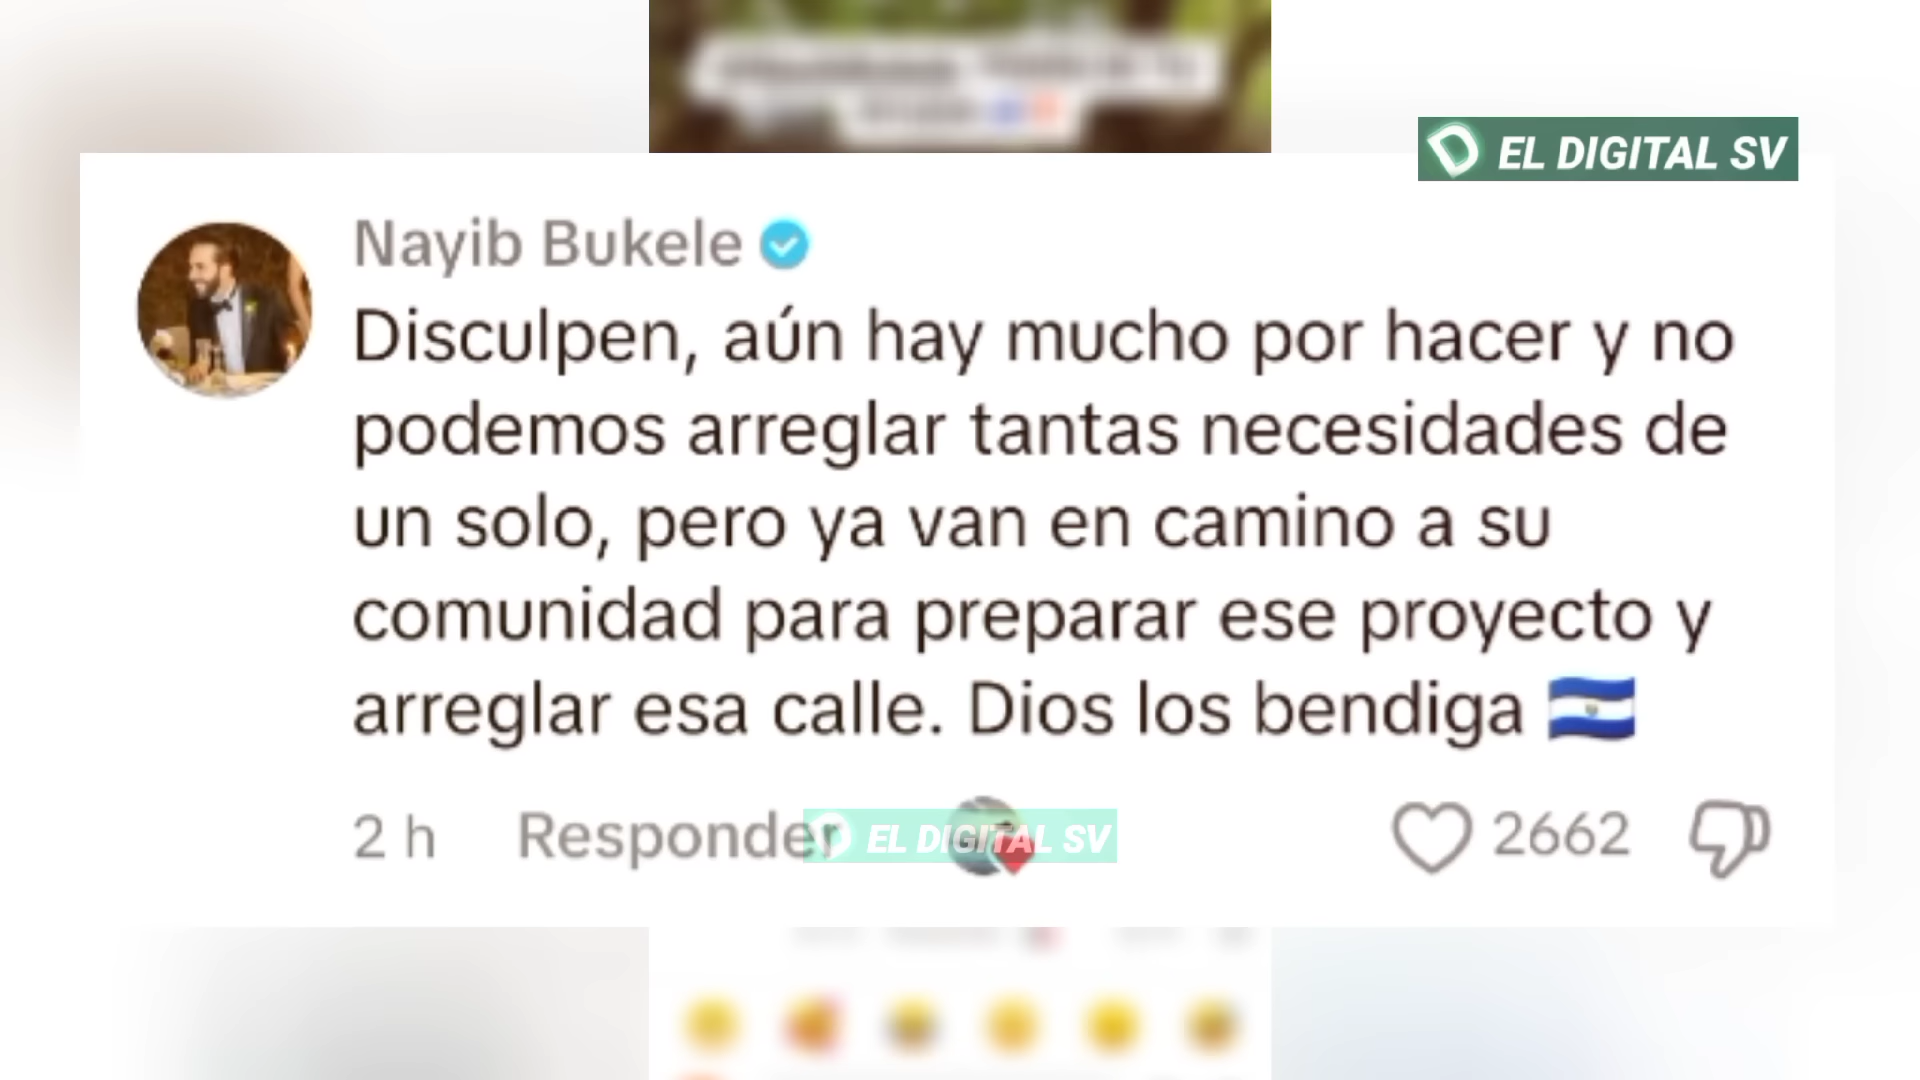 EL DIGITAL SV
Nayib Bukele
Disculpen, aún hay mucho por hacer y no
podemos arreglar tantas necesidades de
un solo, pero ya van en camino a su
comunidad para preparar ese proyecto y
arreglar esa calle. Dios los bendiga 🇸🇻
2 h Responder 2662
EL DIGITAL SV